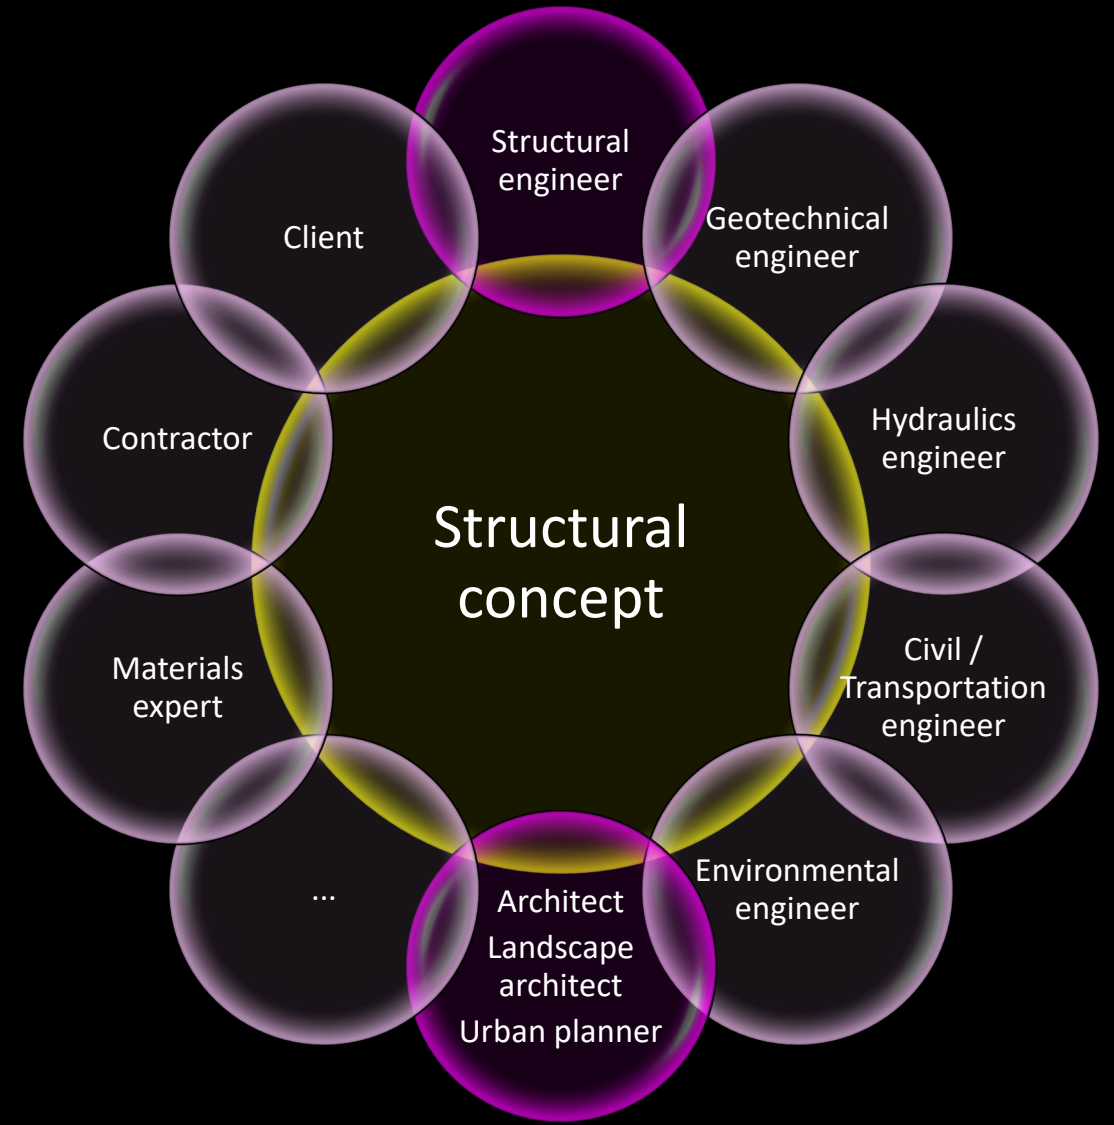 Structural
engineer
Geotechnical
engineer
Hydraulics
engineer
Civil /
Transportation
engineer
Environmental
engineer
Architect
Landscape
architect
Urban planner
...
Materials
expert
Contractor
Client
Structural
concept